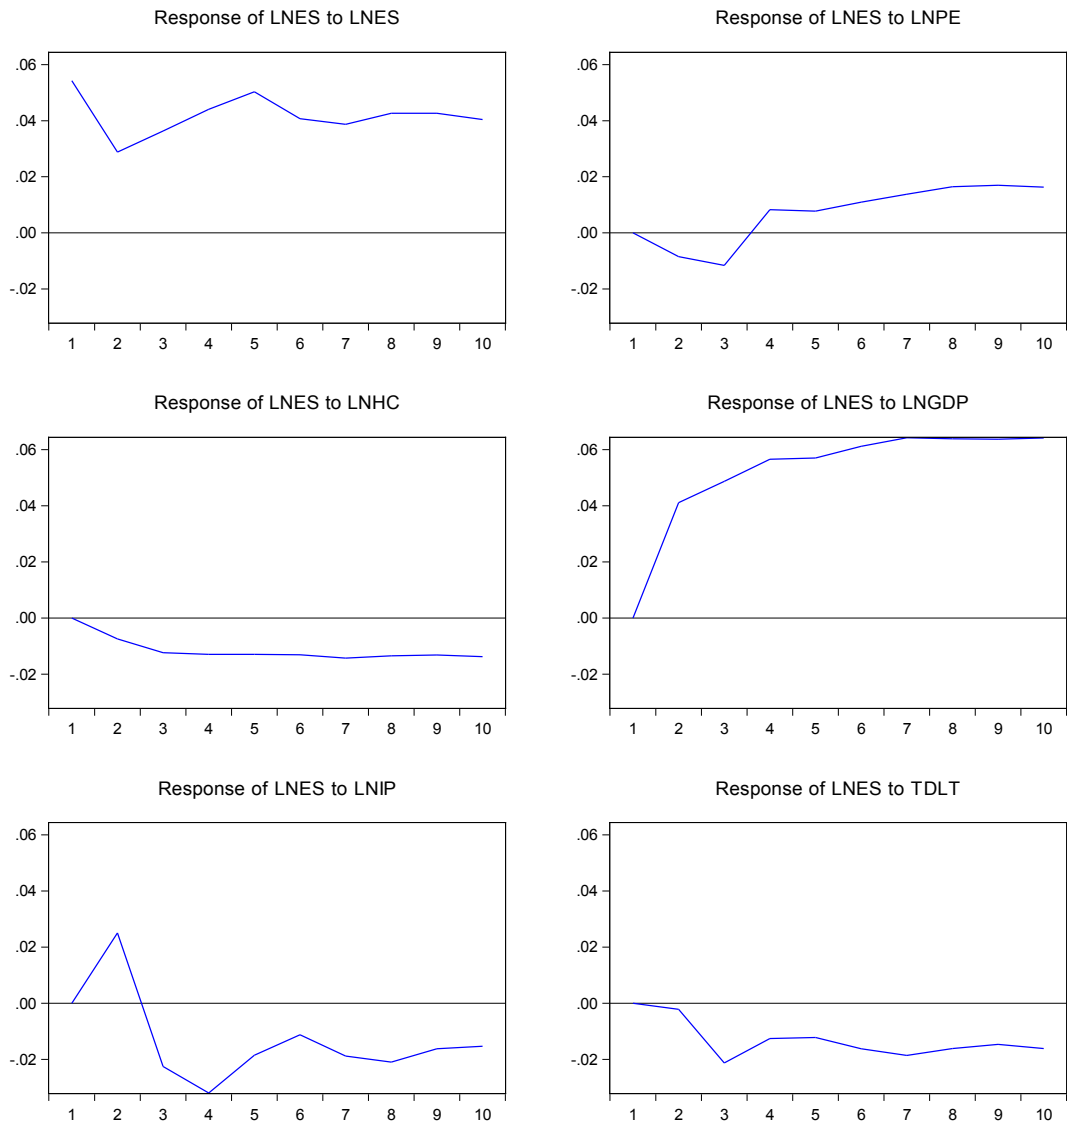 Response of LNES to LNES
.06
.04
.02
.00
-.02
1 2 3 4 5 6 7 8 9 10
Response of LNES to LNPE
.06
.04
.02
.00
-.02
1 2 3 4 5 6 7 8 9 10
Response of LNES to LNHC
.06
.04
.02
.00
-.02
1 2 3 4 5 6 7 8 9 10
Response of LNES to LNGDP
.06
.04
.02
.00
-.02
1 2 3 4 5 6 7 8 9 10
Response of LNES to LNIP
.06
.04
.02
.00
-.02
1 2 3 4 5 6 7 8 9 10
Response of LNES to TDLT
.06
.04
.02
.00
-.02
1 2 3 4 5 6 7 8 9 10